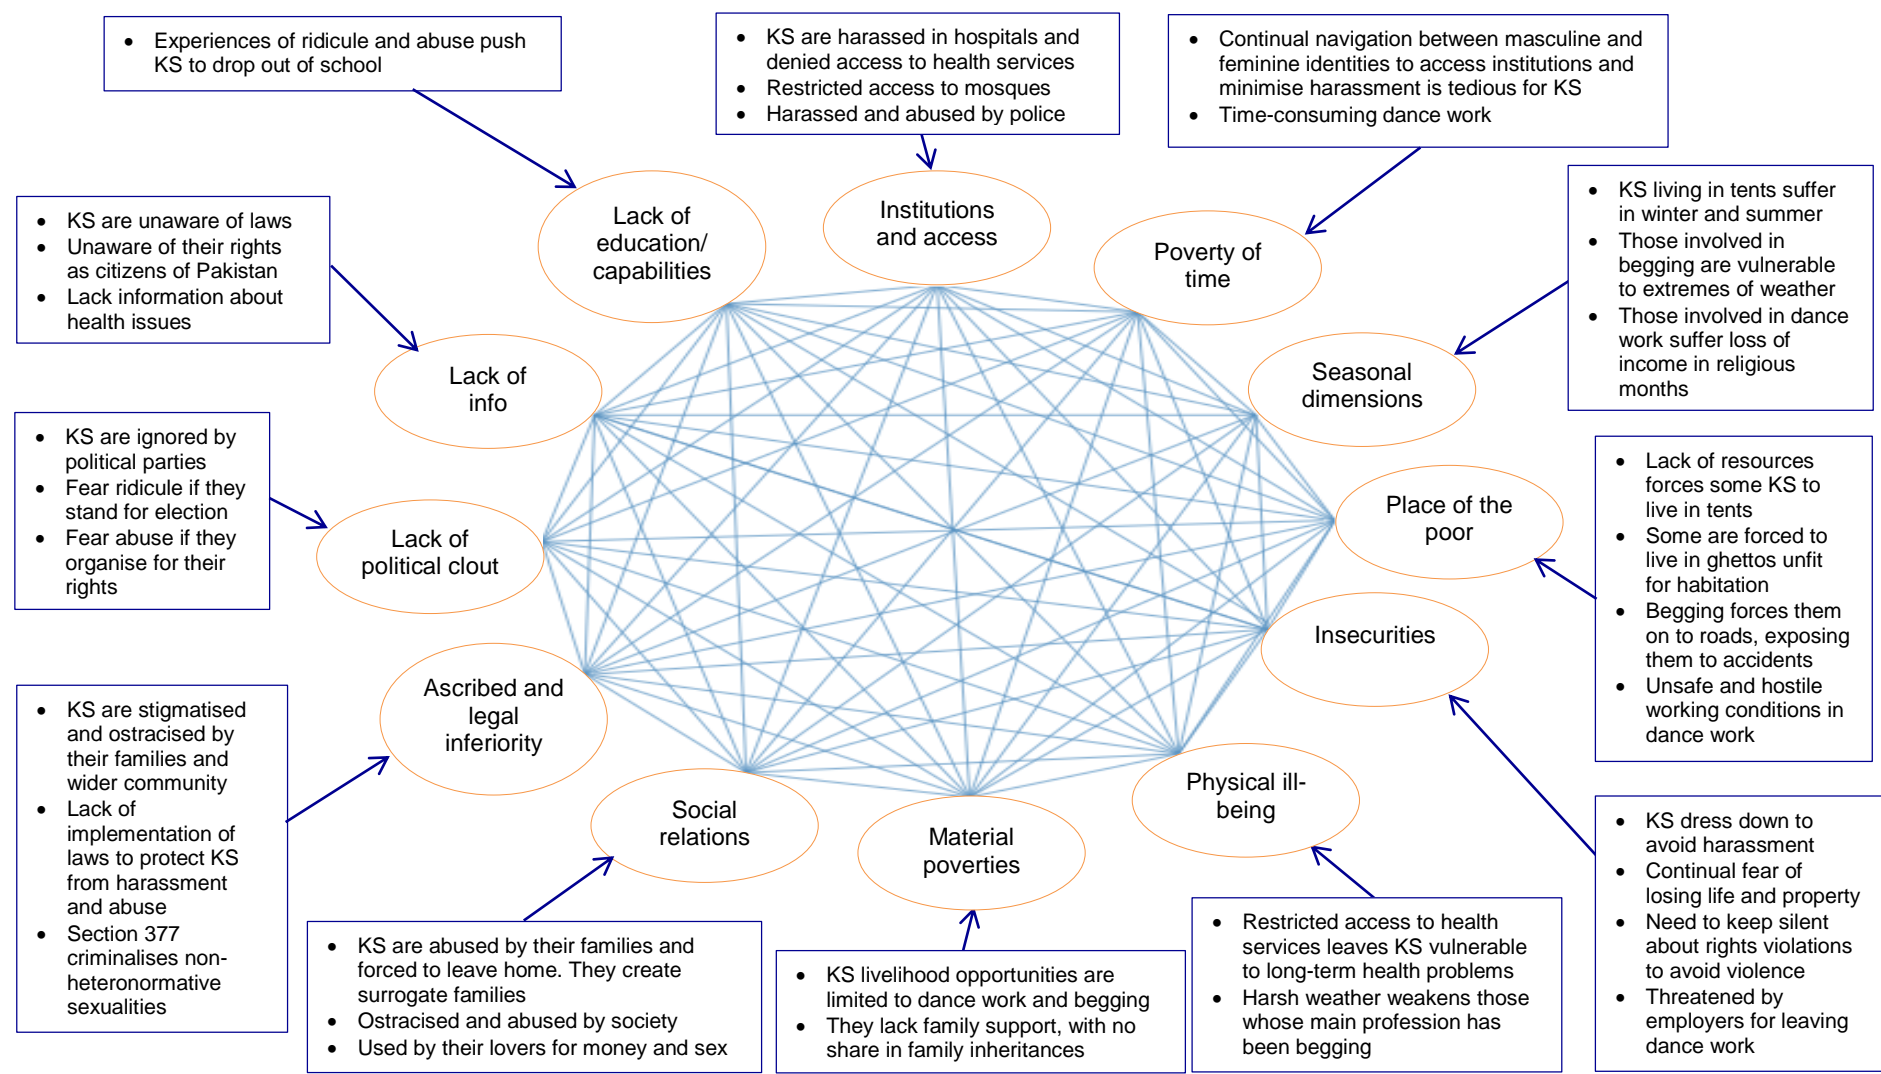 • Experiences of ridicule and abuse push
KS to drop out of school
• KS are harassed in hospitals and
denied access to health services
• Restricted access to mosques
• Harassed and abused by police
• Continual navigation between masculine and
feminine identities to access institutions and
minimise harassment is tedious for KS
• Time-consuming dance work
• KS are unaware of laws
• Unaware of their rights
as citizens of Pakistan
• Lack information about
health issues
Lack of
education/
capabilities
Institutions
and access
Poverty of
time
• KS living in tents suffer
in winter and summer
• Those involved in
begging are vulnerable
to extremes of weather
• Those involved in dance
work suffer loss of
income in religious
months
Lack of
info
Seasonal
dimensions
• KS are ignored by
political parties
• Fear ridicule if they
stand for election
• Fear abuse if they
organise for their
rights
Lack of
political clout
Place of the
poor
• Lack of resources
forces some KS to
live in tents
• Some are forced to
live in ghettos unfit
for habitation
• Begging forces them
on to roads, exposing
them to accidents
• Unsafe and hostile
working conditions in
dance work
Insecurities
• KS are stigmatised
and ostracised by
their families and
wider community
• Lack of
implementation of
laws to protect KS
from harassment
and abuse
• Section 377
criminalises non-
heteronormative
sexualities
Ascribed and
legal
inferiority
Social
relations
Material
poverties
Physical ill-
being
• KS dress down to
avoid harassment
• Continual fear of
losing life and property
• Need to keep silent
about rights violations
to avoid violence
• Threatened by
employers for leaving
dance work
• KS are abused by their families and
forced to leave home. They create
surrogate families
• Ostracised and abused by society
• Used by their lovers for money and sex
• KS livelihood opportunities are
limited to dance work and begging
• They lack family support, with no
share in family inheritances
• Restricted access to health
services leaves KS vulnerable
to long-term health problems
• Harsh weather weakens those
whose main profession has
been begging